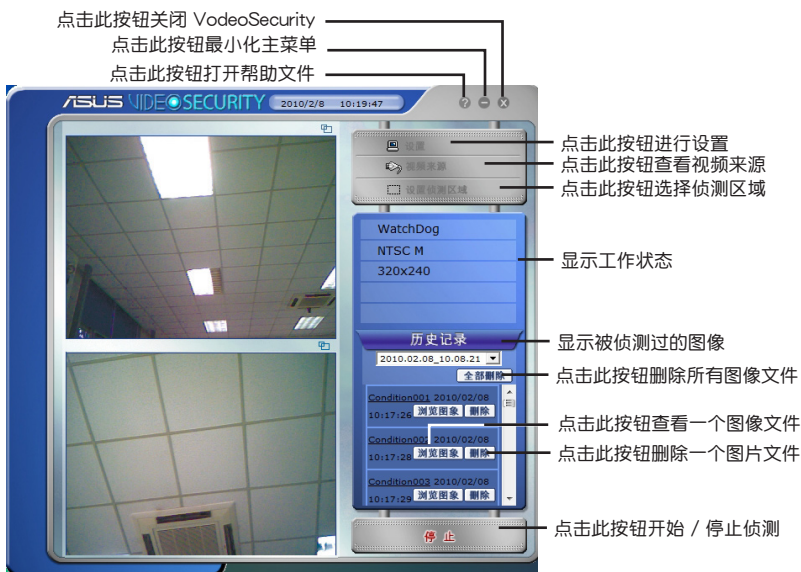 点击此按钮关闭 VodeoSecurity
点击此按钮最小化主菜单
点击此按钮打开帮助文件
ASUS VIDEOSECURITY 2010/2/8 10:19:47
设置
点击此按钮进行设置
视频来源
点击此按钮查看视频来源
设置侦测区域
点击此按钮选择侦测区域
WatchDog
NTSC M
320x240
显示工作状态
历史记录
显示被侦测过的图像
2010.02.08_10.08.21
全部刪除
点击此按钮删除所有图像文件
Condition001 2010/02/08
10:17:26 浏览图象 刪除
点击此按钮查看一个图像文件
Condition002 2010/02/08
10:17:28 浏览图象 刪除
点击此按钮删除一个图片文件
Condition003 2010/02/08
10:17:29 浏览图象 刪除
停止
点击此按钮开始 / 停止侦测